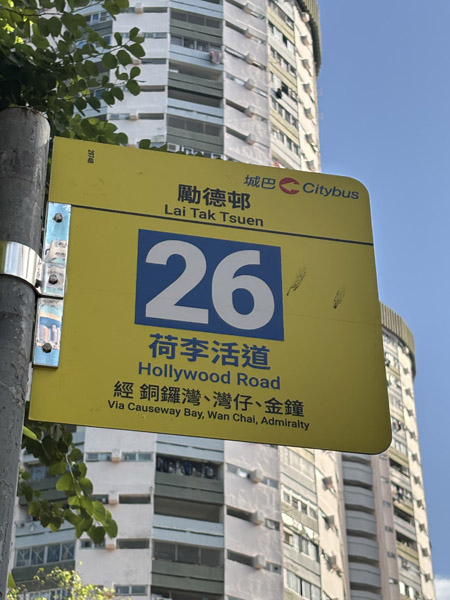 城巴 Citybus
勵德邨
Lai Tak Tsuen
26
荷李活道
Hollywood Road
經 銅鑼灣、灣仔、金鐘
Via Causeway Bay, Wan Chai, Admiralty